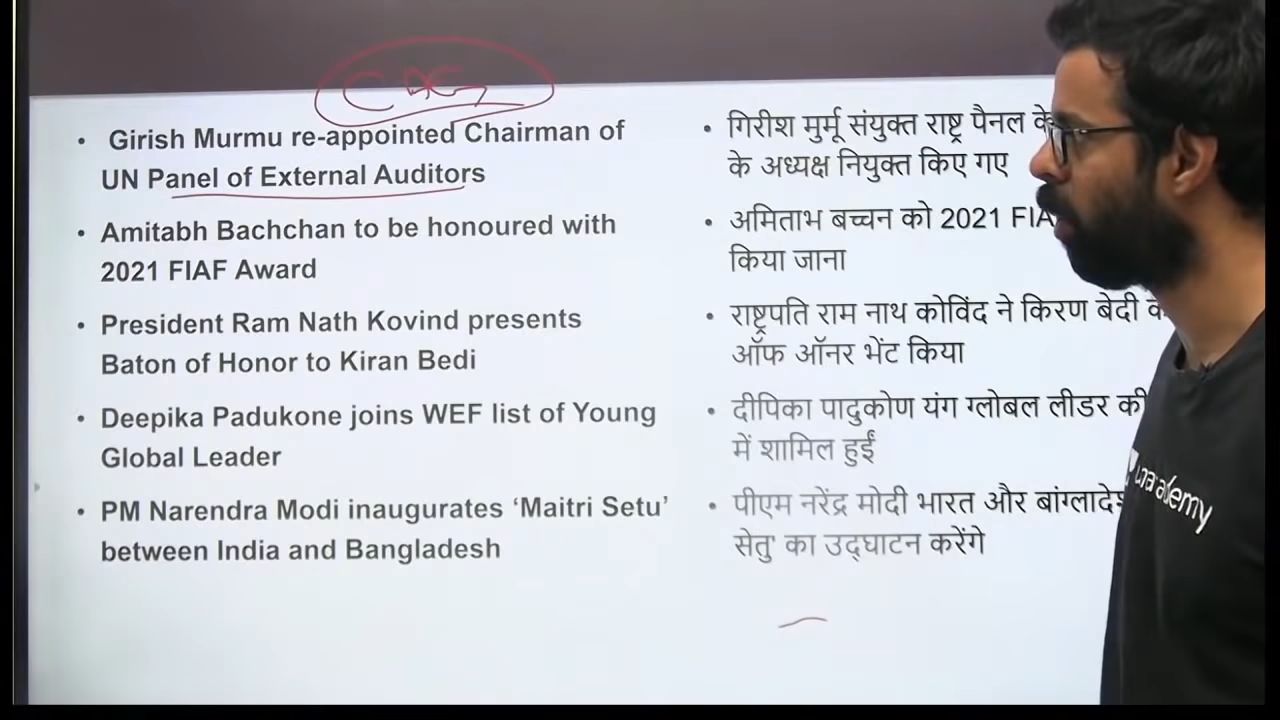 CAG
Girish Murmu re-appointed Chairman of
UN Panel of External Auditors
Amitabh Bachchan to be honoured with
2021 FIAF Award
President Ram Nath Kovind presents
Baton of Honor to Kiran Bedi
Deepika Padukone joins WEF list of Young
Global Leader
PM Narendra Modi inaugurates ‘Maitri Setu’
between India and Bangladesh
गिरीश मुर्मू संयुक्त राष्ट्र पैनल के
के अध्यक्ष नियुक्त किए गए
अमिताभ बच्चन को 2021
किया जाना
राष्ट्रपति राम नाथ कोविंद ने किरण बेदी
ऑफ ऑनर भेंट किया
दीपिका पादुकोण यंग ग्लोबल लीडर की
में शामिल हुईं
पीएम नरेंद्र मोदी भारत और बांग्लादेश
सेतु' का उद्घाटन करेंगे
unacademy